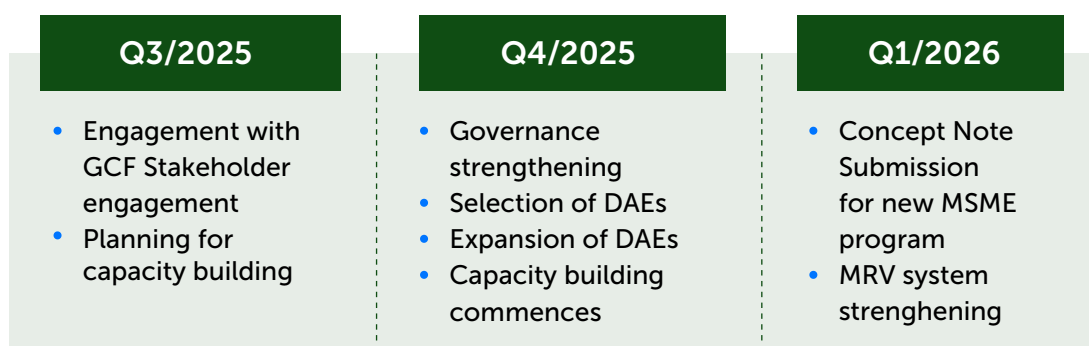 Q3/2025
• Engagement with
GCF Stakeholder
engagement
• Planning for
capacity building
Q4/2025
• Governance
strengthening
• Selection of DAEs
• Expansion of DAEs
• Capacity building
commences
Q1/2026
• Concept Note
Submission
for new MSME
program
• MRV system
strenghening